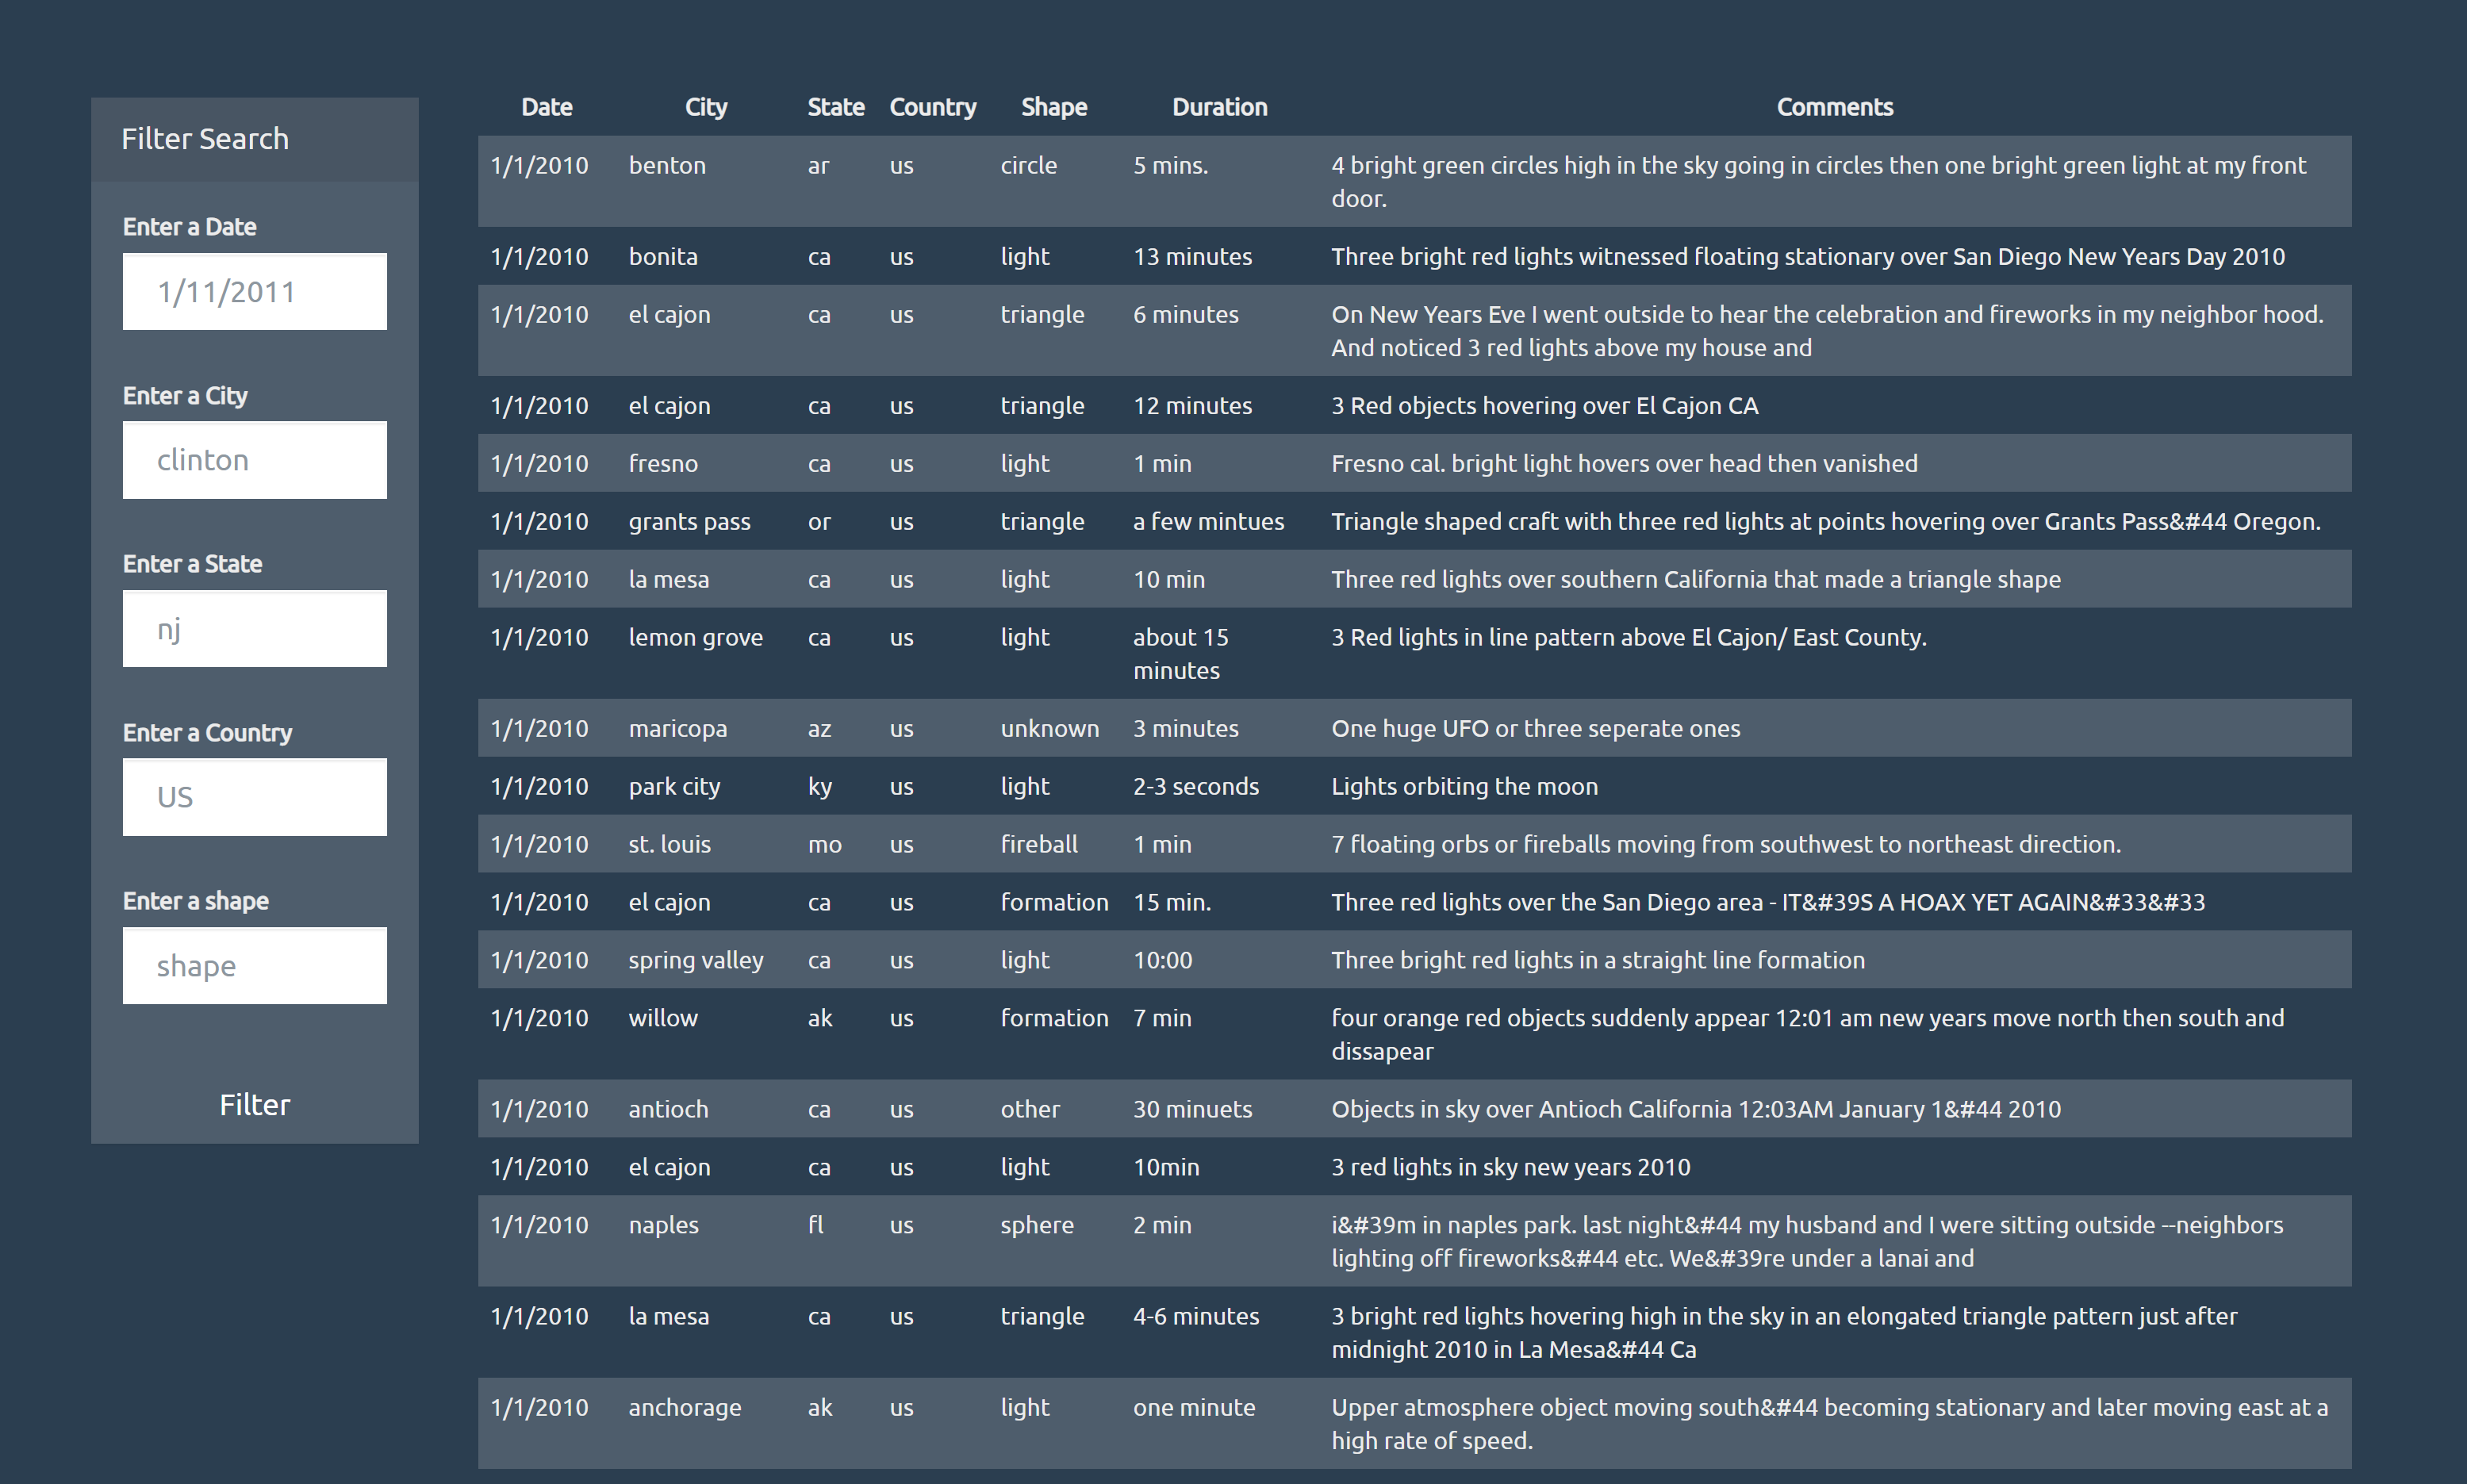 Filter Search
Enter a Date
1/11/2011
Enter a City
clinton
Enter a State
nj
Enter a Country
US
Enter a shape
shape
Filter
Date City State Country Shape Duration Comments
1/1/2010 benton ar us circle 5 mins. 4 bright green circles high in the sky going in circles then one bright green light at my front
door.
1/1/2010 bonita ca us light 13 minutes Three bright red lights witnessed floating stationary over San Diego New Years Day 2010
1/1/2010 el cajon ca us triangle 6 minutes On New Years Eve I went outside to hear the celebration and fireworks in my neighbor hood.
And noticed 3 red lights above my house and
1/1/2010 el cajon ca us triangle 12 minutes 3 Red objects hovering over El Cajon CA
1/1/2010 fresno ca us light 1 min Fresno cal. bright light hovers over head then vanished
1/1/2010 grants pass or us triangle a few mintues Triangle shaped craft with three red lights at points hovering over Grants Pass&#44 Oregon.
1/1/2010 la mesa ca us light 10 min Three red lights over southern California that made a triangle shape
1/1/2010 lemon grove ca us light about 15 3 Red lights in line pattern above El Cajon/ East County.
minutes
1/1/2010 maricopa az us unknown 3 minutes One huge UFO or three seperate ones
1/1/2010 park city ky us light 2-3 seconds Lights orbiting the moon
1/1/2010 st. louis mo us fireball 1 min 7 floating orbs or fireballs moving from southwest to northeast direction.
1/1/2010 el cajon ca us formation 15 min. Three red lights over the San Diego area - IT&#39S A HOAX YET AGAIN&#33&#33
1/1/2010 spring valley ca us light 10:00 Three bright red lights in a straight line formation
1/1/2010 willow ak us formation 7 min four orange red objects suddenly appear 12:01 am new years move north then south and
dissapear
1/1/2010 antioch ca us other 30 minuets Objects in sky over Antioch California 12:03AM January 1&#44 2010
1/1/2010 el cajon ca us light 10min 3 red lights in sky new years 2010
1/1/2010 naples fl us sphere 2 min i&#39m in naples park. last night&#44 my husband and I were sitting outside --neighbors
lighting off fireworks&#44 etc. We&#39re under a lanai and
1/1/2010 la mesa ca us triangle 4-6 minutes 3 bright red lights hovering high in the sky in an elongated triangle pattern just after
midnight 2010 in La Mesa&#44 Ca
1/1/2010 anchorage ak us light one minute Upper atmosphere object moving south&#44 becoming stationary and later moving east at a
high rate of speed.